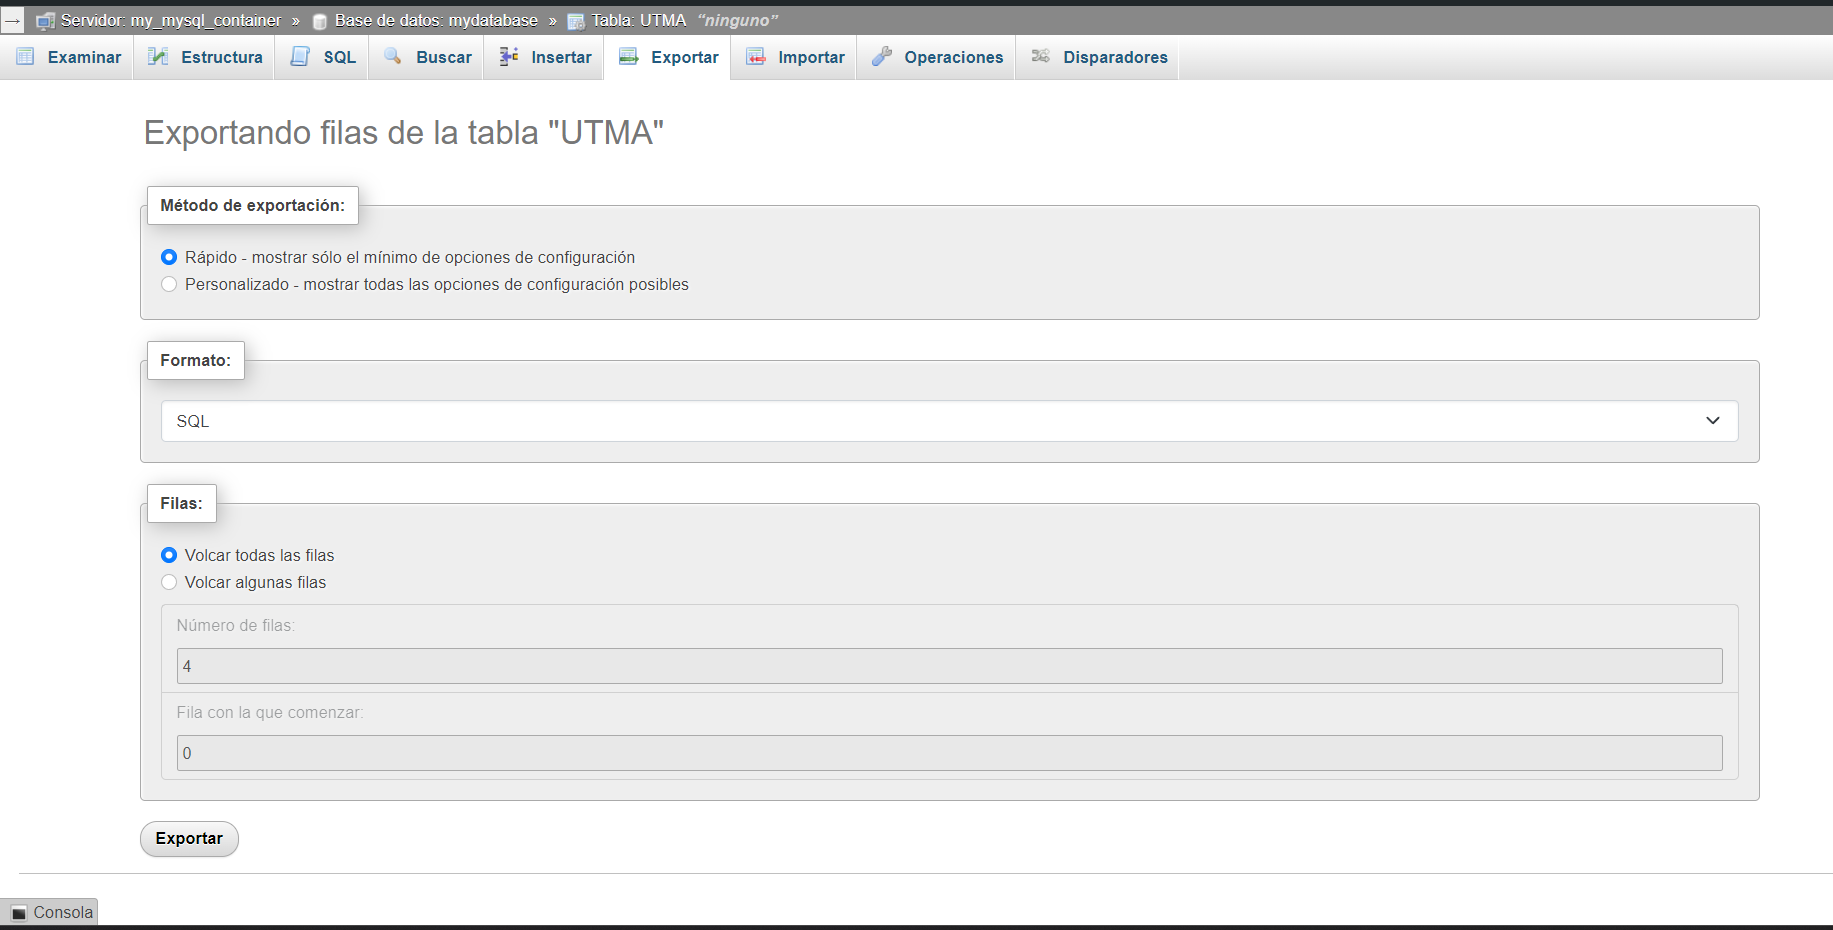 → Servidor: my_mysql_container » Base de datos: mydatabase » Tabla: UTMA “ninguno”
Examinar Estructura SQL Buscar Insertar Exportar Importar Operaciones Disparadores
Exportando filas de la tabla "UTMA"
Método de exportación:
Rápido - mostrar sólo el mínimo de opciones de configuración
Personalizado - mostrar todas las opciones de configuración posibles
Formato:
SQL
Filas:
Volcar todas las filas
Volcar algunas filas
Número de filas:
4
Fila con la que comenzar:
0
Exportar
Consola